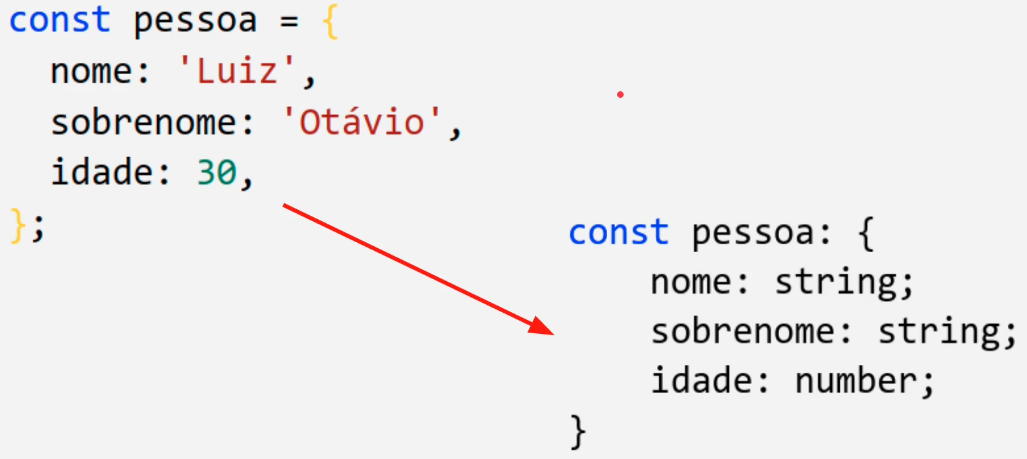 const pessoa = {
  nome: 'Luiz',
  sobrenome: 'Otávio',
  idade: 30,
};
const pessoa: {
    nome: string;
    sobrenome: string;
    idade: number;
}